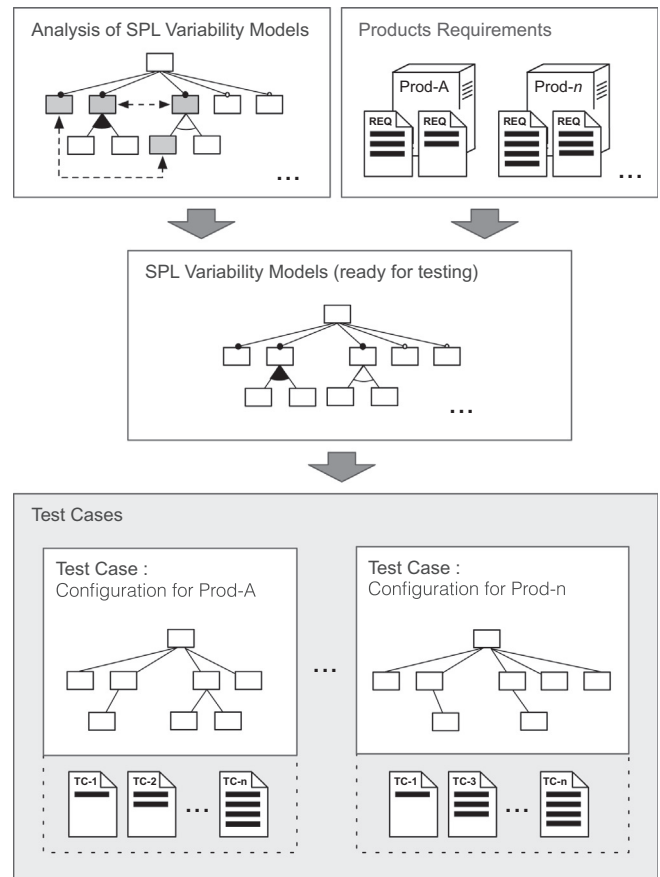 Analysis of SPL Variability Models
...
Products Requirements
Prod-A
REQ
REQ
Prod-n
REQ
REQ
...
SPL Variability Models (ready for testing)
...
Test Cases
Test Case :
Configuration for Prod-A
...
Test Case :
Configuration for Prod-n
TC-1
TC-2
...
TC-n
TC-1
TC-3
...
TC-n